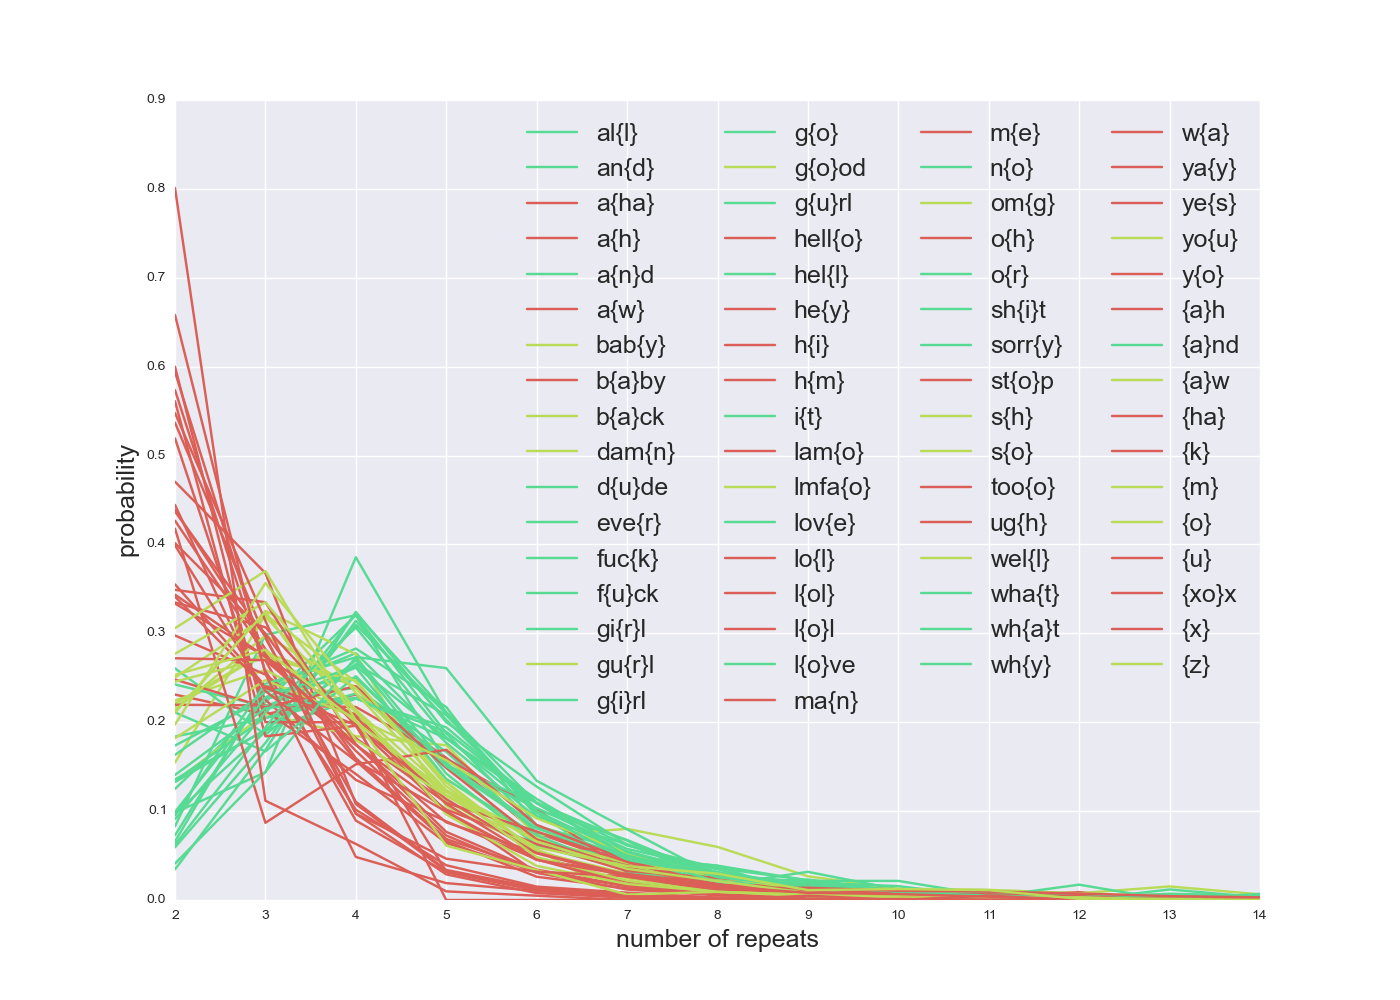 0.9
0.8
0.7
0.6
0.5
0.4
0.3
0.2
0.1
0.0
probability
al{l}
an{d}
a{ha}
a{h}
a{n}d
a{w}
bab{y}
b{a}by
b{a}ck
dam{n}
d{u}de
eve{r}
fuc{k}
f{u}ck
gi{r}l
gu{r}l
g{i}rl
g{o}
g{o}od
g{u}rl
hell{o}
hel{l}
he{y}
h{i}
h{m}
i{t}
lam{o}
lmfa{o}
lov{e}
lo{l}
l{ol}
l{o}l
l{o}ve
ma{n}
m{e}
n{o}
om{g}
o{h}
o{r}
sh{i}t
sorr{y}
st{o}p
s{h}
s{o}
too{o}
ug{h}
wel{l}
wha{t}
wh{a}t
wh{y}
w{a}
ya{y}
ye{s}
yo{u}
y{o}
{a}h
{a}nd
{a}w
{ha}
{k}
{m}
{o}
{u}
{xo}x
{x}
{z}
2 3 4 5 6 7 8 9 10 11 12 13 14
number of repeats